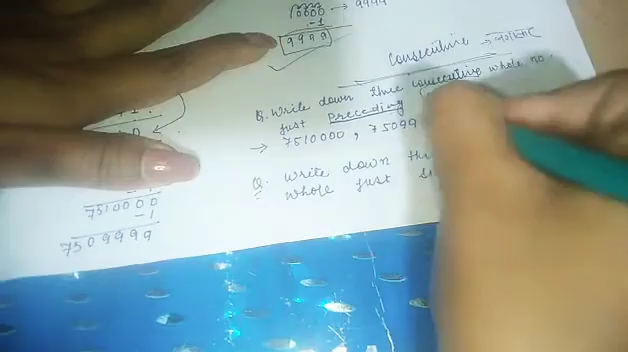 10000 → 9999
-1
9999
Consecutive →
Q. Write down three consecutive whole no.
just preceding
→ 7510000, 75099
Q. Write down th
whole just s
-1
7510000
-1
7509999